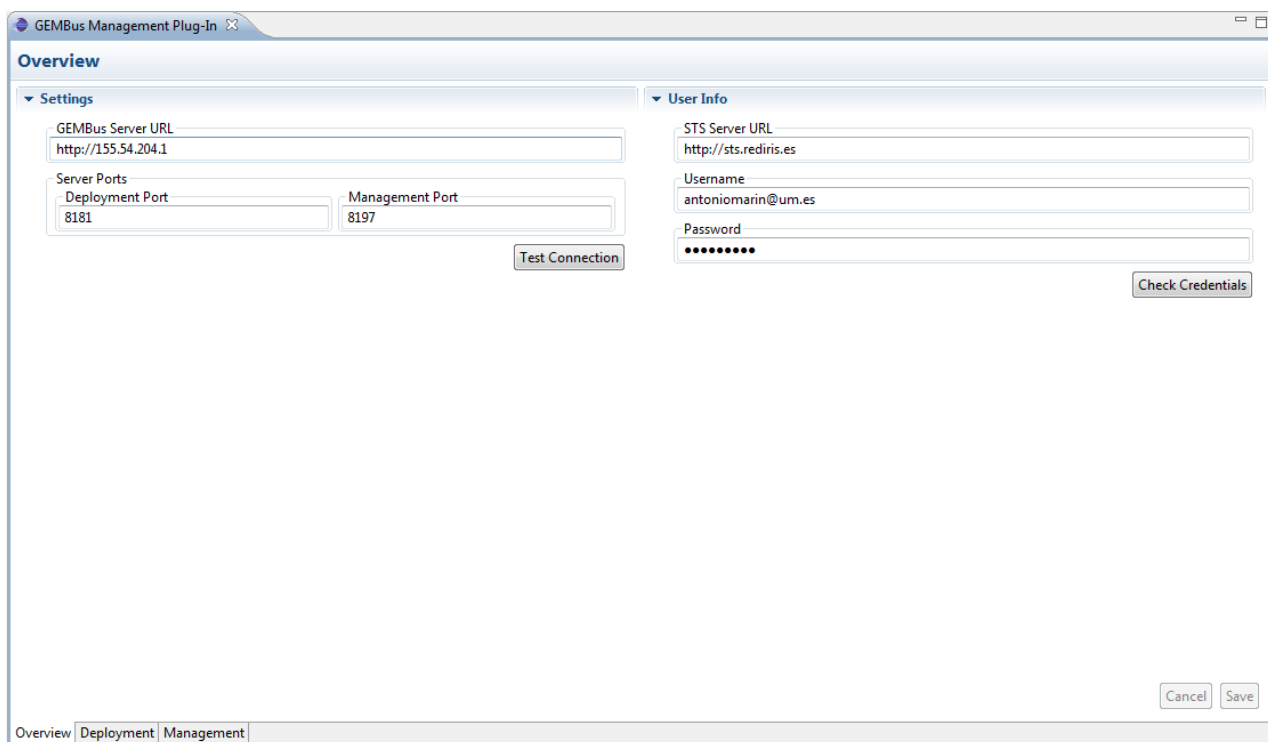 GEMBus Management Plug-In
Overview
Settings
GEMBus Server URL
http://155.54.204.1
Server Ports
Deployment Port
Management Port
8181
8197
Test Connection
User Info
STS Server URL
http://sts.rediris.es
Username
antoniomarin@um.es
Password
●●●●●●●●●
Check Credentials
Cancel
Save
Overview
Deployment
Management